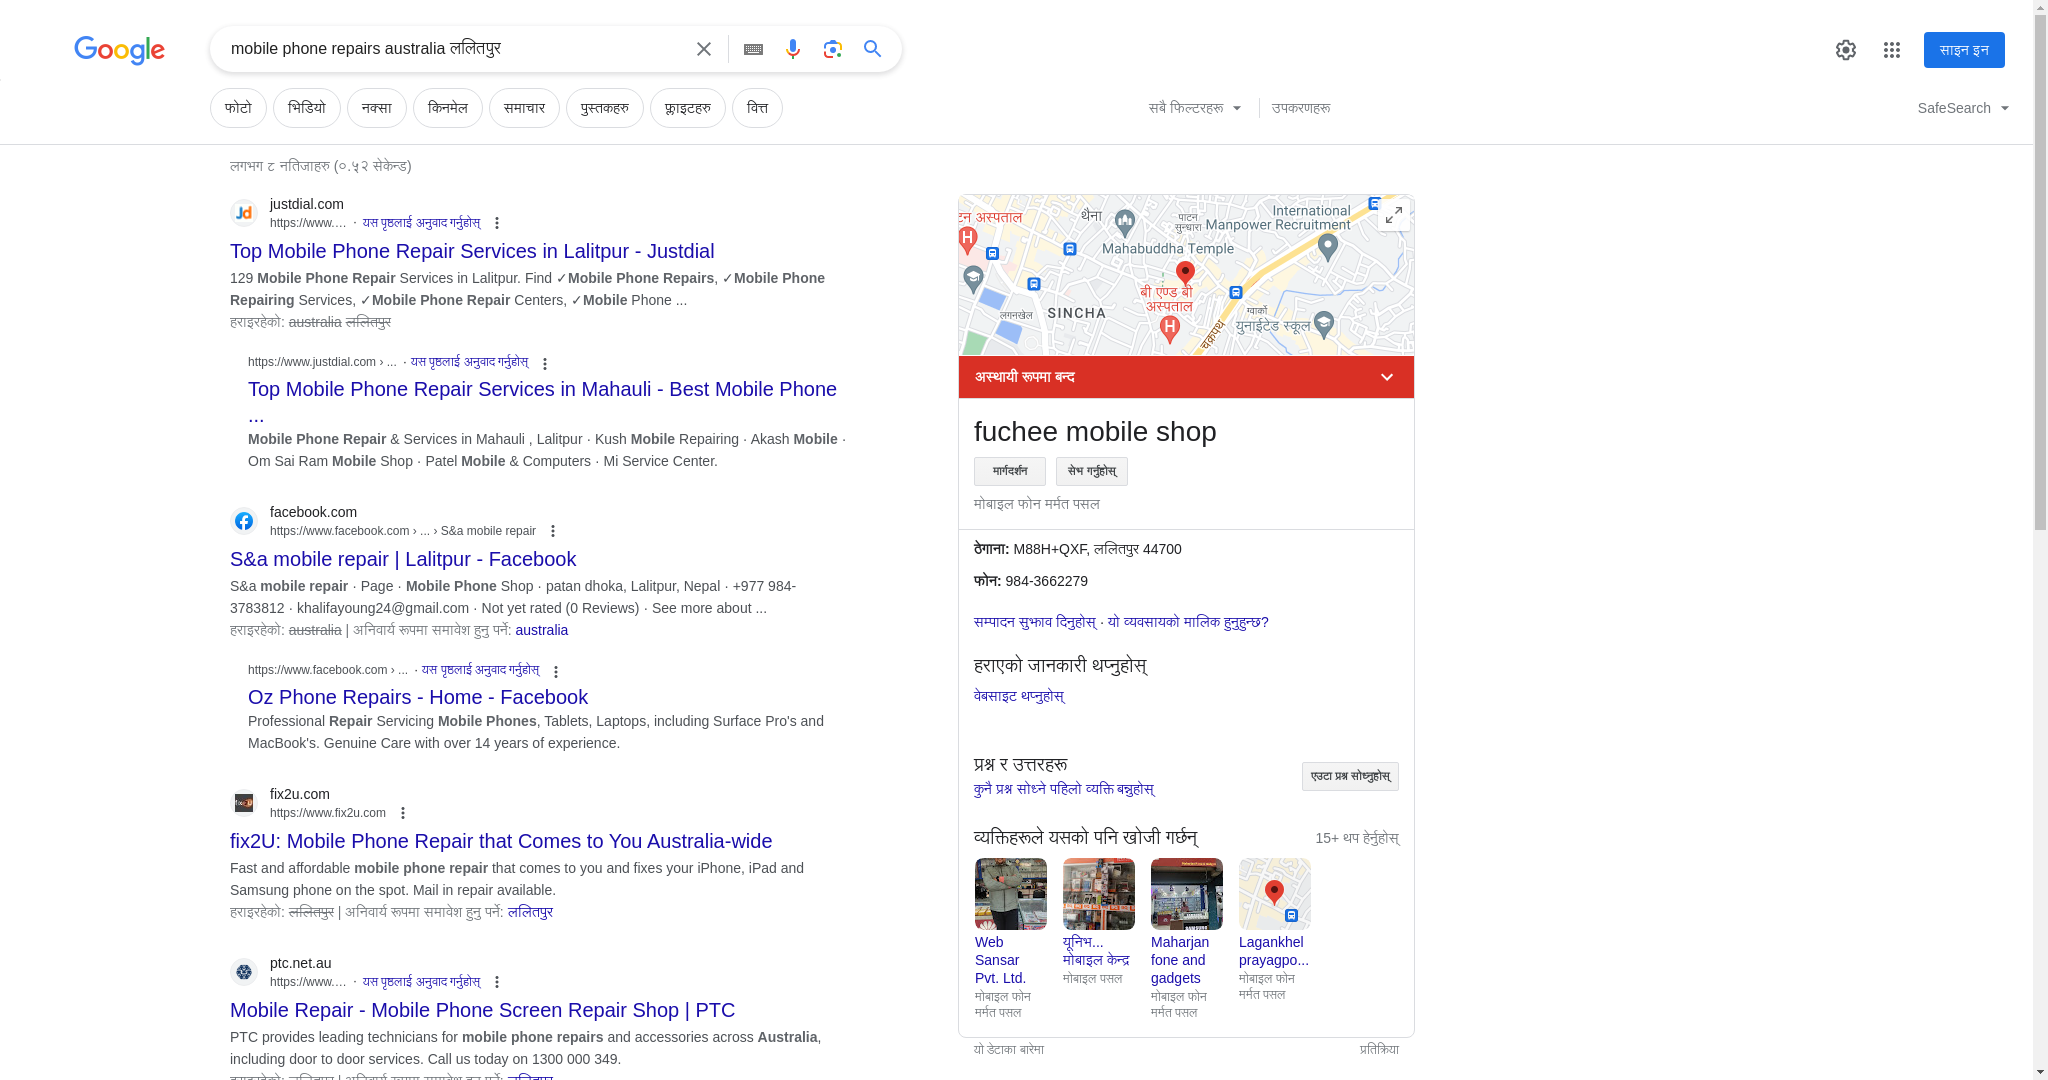 Google
mobile phone repairs australia ललितपुर
साइन इन
फोटो
भिडियो
नक्सा
किनमेल
समाचार
पुस्तकहरु
फ्लाइटहरु
वित्त
सबै फिल्टरहरू
उपकरणहरू
SafeSearch
लगभग ८ नतिजाहरु (०.५२ सेकेन्ड)
justdial.com
https://www.... · यस पृष्ठलाई अनुवाद गर्नुहोस्
Top Mobile Phone Repair Services in Lalitpur - Justdial
129 Mobile Phone Repair Services in Lalitpur. Find ✓Mobile Phone Repairs, ✓Mobile Phone
Repairing Services, ✓Mobile Phone Repair Centers, ✓Mobile Phone ...
हराइरहेको: australia ललितपुर
https://www.justdial.com › ... · यस पृष्ठलाई अनुवाद गर्नुहोस्
Top Mobile Phone Repair Services in Mahauli - Best Mobile Phone
...
Mobile Phone Repair & Services in Mahauli , Lalitpur · Kush Mobile Repairing · Akash Mobile ·
Om Sai Ram Mobile Shop · Patel Mobile & Computers · Mi Service Center.
facebook.com
https://www.facebook.com › ... › S&a mobile repair
S&a mobile repair | Lalitpur - Facebook
S&a mobile repair · Page · Mobile Phone Shop · patan dhoka, Lalitpur, Nepal · +977 984-
3783812 · khalifayoung24@gmail.com · Not yet rated (0 Reviews) · See more about ...
हराइरहेको: australia | अनिवार्य रूपमा समावेश हुनु पर्ने: australia
https://www.facebook.com › ... · यस पृष्ठलाई अनुवाद गर्नुहोस्
Oz Phone Repairs - Home - Facebook
Professional Repair Servicing Mobile Phones, Tablets, Laptops, including Surface Pro's and
MacBook's. Genuine Care with over 14 years of experience.
fix2u.com
https://www.fix2u.com
fix2U: Mobile Phone Repair that Comes to You Australia-wide
Fast and affordable mobile phone repair that comes to you and fixes your iPhone, iPad and
Samsung phone on the spot. Mail in repair available.
हराइरहेको: ललितपुर | अनिवार्य रूपमा समावेश हुनु पर्ने: ललितपुर
ptc.net.au
https://www.... · यस पृष्ठलाई अनुवाद गर्नुहोस्
Mobile Repair - Mobile Phone Screen Repair Shop | PTC
PTC provides leading technicians for mobile phone repairs and accessories across Australia,
including door to door services. Call us today on 1300 000 349.
हराइरहेको: ललितपुर | अनिवार्य रूपमा समावेश हुनु पर्ने: ललितपुर
टन अस्पताल
थैना
पाटन
सुन्धारा
International
Manpower Recruitment
Mahabuddha Temple
बी एण्ड बी
अस्पताल
लगनखेल
SINCHA
ग्वार्को
युनाईटेड स्कूल
चक्रपथ
अस्थायी रूपमा बन्द
fuchee mobile shop
मार्गदर्शन
सेभ गर्नुहोस्
मोबाइल फोन मर्मत पसल
ठेगाना: M88H+QXF, ललितपुर 44700
फोन: 984-3662279
सम्पादन सुझाव दिनुहोस् · यो व्यवसायको मालिक हुनुहुन्छ?
हराएको जानकारी थप्नुहोस्
वेबसाइट थप्नुहोस्
प्रश्न र उत्तरहरू
कुनै प्रश्न सोध्ने पहिलो व्यक्ति बन्नुहोस्
एउटा प्रश्न सोध्नुहोस्
व्यक्तिहरूले यसको पनि खोजी गर्छन्
15+ थप हेर्नुहोस्
Web
Sansar
Pvt. Ltd.
मोबाइल फोन
मर्मत पसल
यूनिभ...
मोबाइल केन्द्र
मोबाइल पसल
Maharjan
fone and
gadgets
मोबाइल फोन
मर्मत पसल
Lagankhel
prayagpo...
मोबाइल फोन
मर्मत पसल
यो डेटाका बारेमा
प्रतिक्रिया